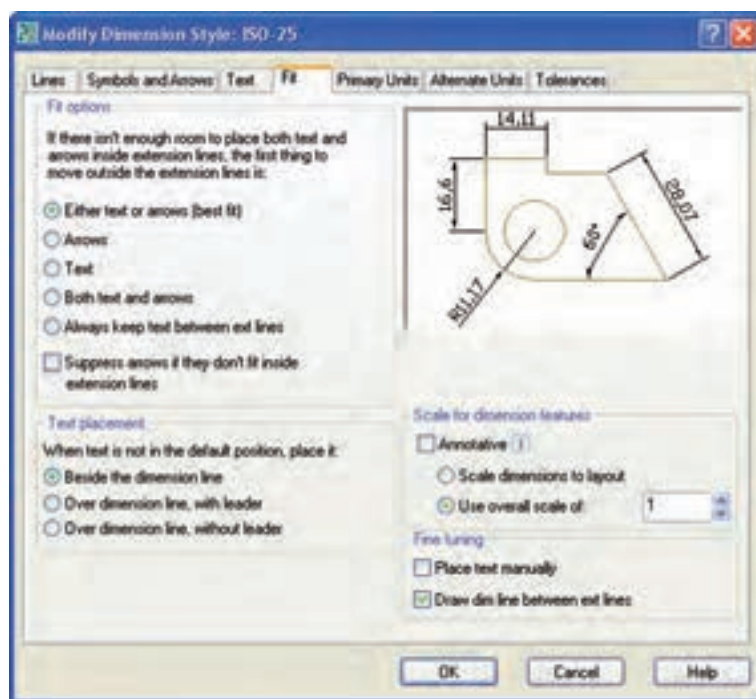 Modify Dimension Style: ISO-25
Lines
Symbols and Arrows
Text
Fit
Primary Units
Alternate Units
Tolerances
Fit options
If there isn't enough room to place both text and
arrows inside extension lines, the first thing to
move outside the extension lines is:
Either text or arrows (best fit)
Arrows
Text
Both text and arrows
Always keep text between ext lines
Suppress arrows if they don't fit inside
extension lines
Text placement
When text is not in the default position, place it:
Beside the dimension line
Over dimension line, with leader
Over dimension line, without leader
14,11
16,6
28,07
60°
R11,17
Scale for dimension features
Annotative
Scale dimensions to layout
Use overall scale of:
1
Fine tuning
Place text manually
Draw dim line between ext lines
OK
Cancel
Help